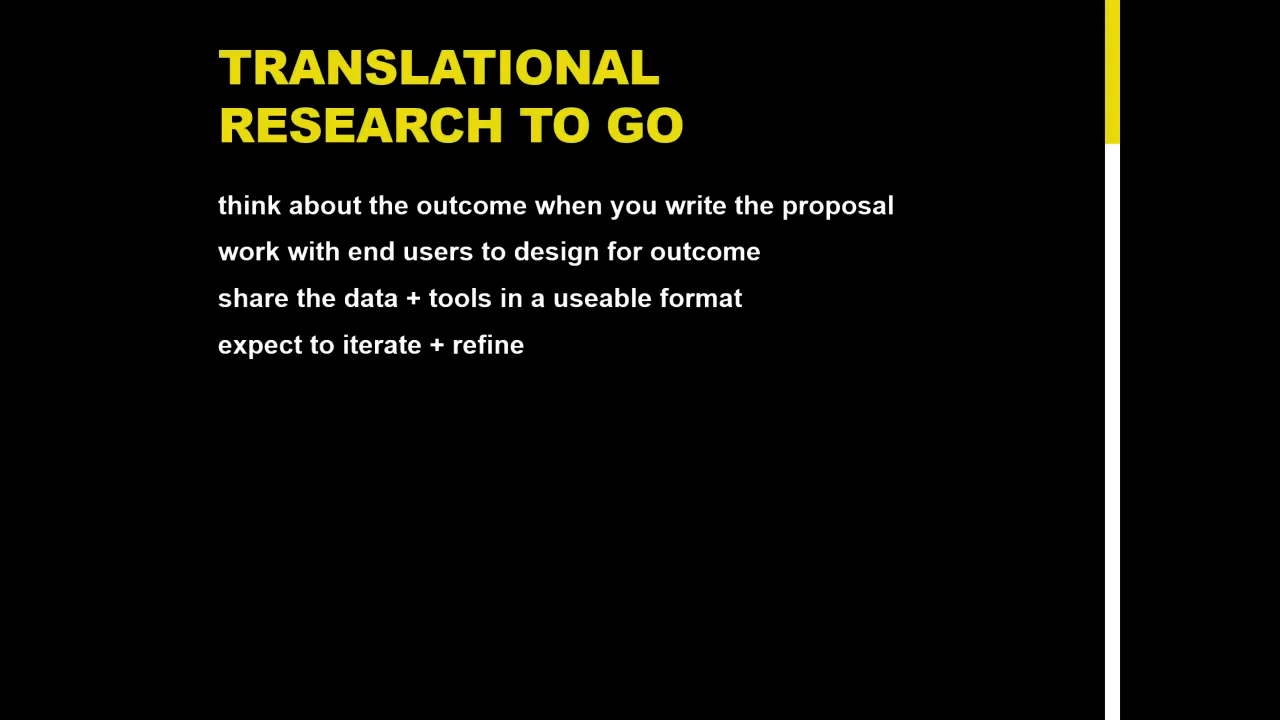 TRANSLATIONAL
RESEARCH TO GO
think about the outcome when you write the proposal
work with end users to design for outcome
share the data + tools in a useable format
expect to iterate + refine